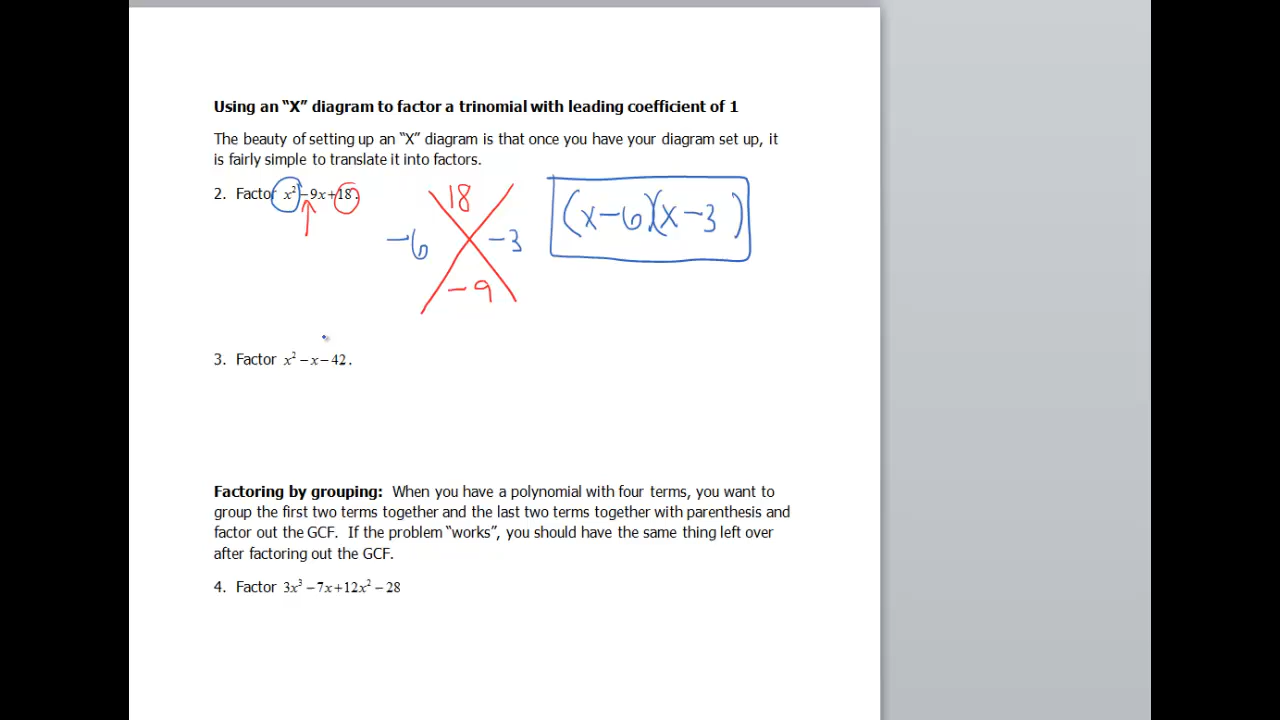 Using an "X" diagram to factor a trinomial with leading coefficient of 1
The beauty of setting up an "X" diagram is that once you have your diagram set up, it
is fairly simple to translate it into factors.
2. Factor x² − 9x + 18.
18
(x − 6)(x − 3)
−6 −3
−9
3. Factor x² − x − 42.
Factoring by grouping: When you have a polynomial with four terms, you want to
group the first two terms together and the last two terms together with parenthesis and
factor out the GCF. If the problem "works", you should have the same thing left over
after factoring out the GCF.
4. Factor 3x³ − 7x + 12x² − 28